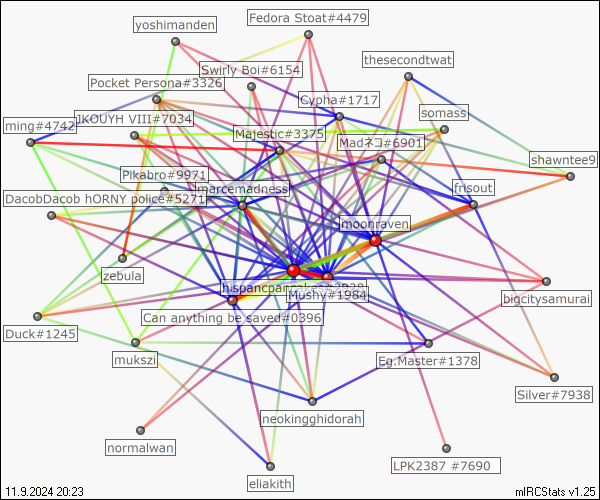 Fedora Stoat#4479
yoshimanden
thesecondtwat
Swirly Boi#6154
Pocket Persona#3326
Cypha#1717
somass
JKOUYH VIII#7034
ming#4742
Majestic#3375
Madネコ#6901
shawntee9
Pikabro#9971
marcemadness
frisout
DacobDacob hORNY police#5271
moonraven
zebula
Mushy#1984
bigcitysamurai
Can anything be saved#0396
Duck#1245
mukszi
Eg.Master#1378
Silver#7938
neokingghidorah
normalwan
LPK2387 #7690
eliakith
11.9.2024 20:23
mIRCStats v1.25